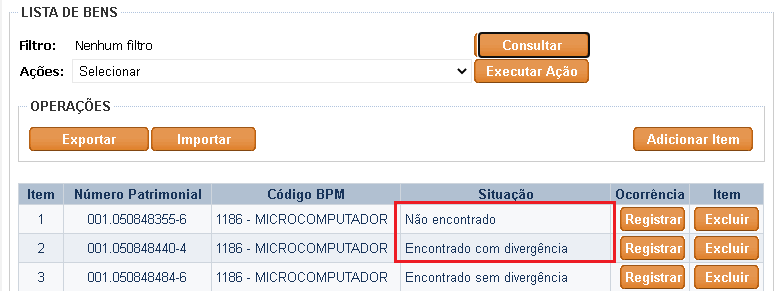 LISTA DE BENS
Filtro: Nenhum filtro Consultar
Ações: Selecionar Executar Ação
OPERAÇÕES
Exportar Importar Adicionar Item
Item Número Patrimonial Código BPM Situação Ocorrência Item
1 001.050848355-6 1186 - MICROCOMPUTADOR Não encontrado Registrar Excluir
2 001.050848440-4 1186 - MICROCOMPUTADOR Encontrado com divergência Registrar Excluir
3 001.050848484-6 1186 - MICROCOMPUTADOR Encontrado sem divergência Registrar Excluir